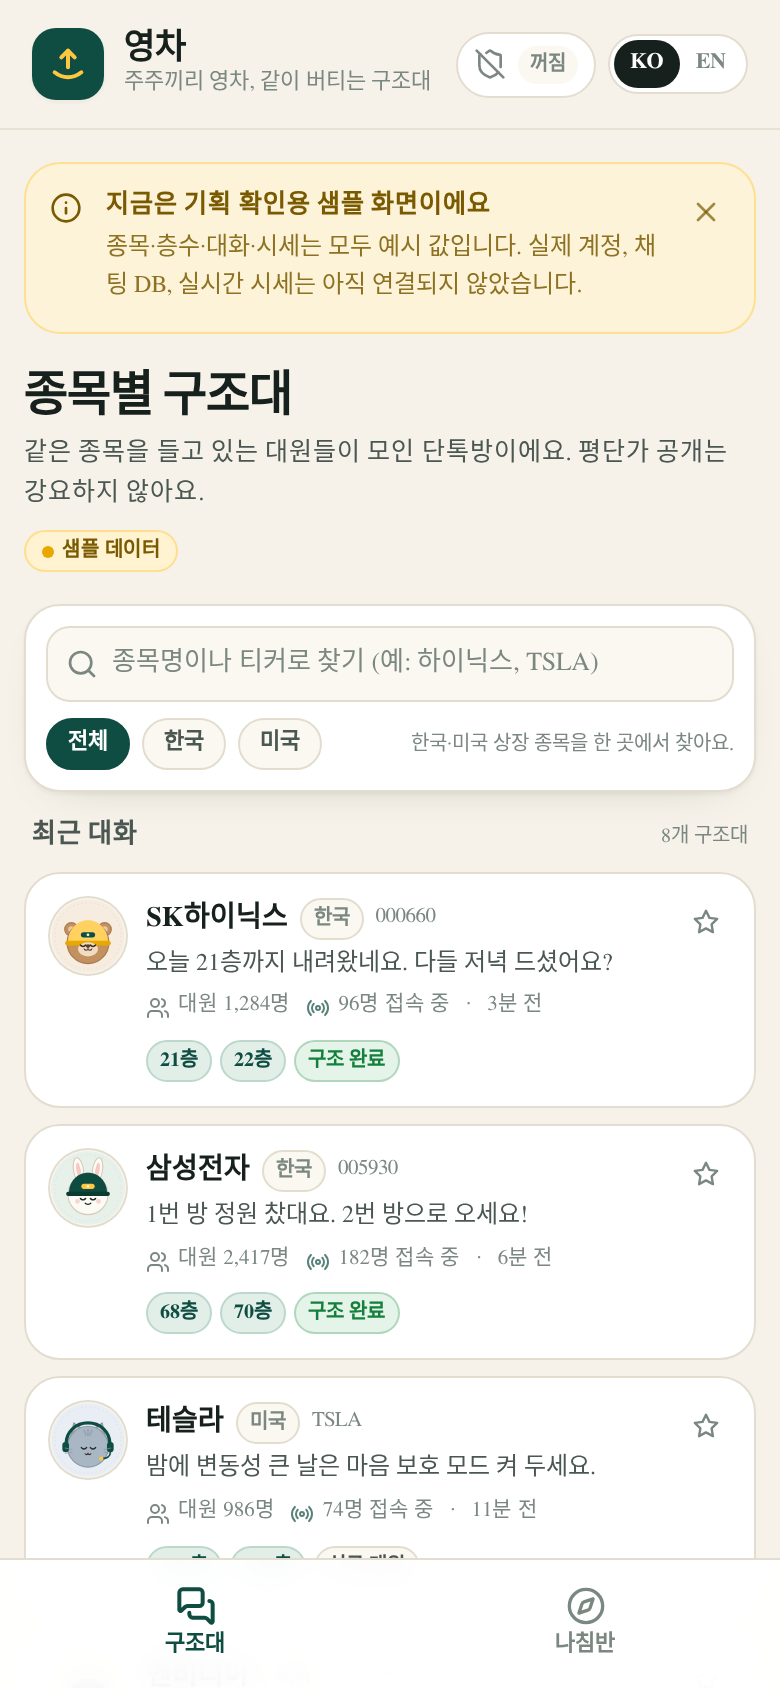 영차
주주끼리 영차, 같이 버티는 구조대
꺼짐
KO EN
지금은 기획 확인용 샘플 화면이에요
종목·층수·대화·시세는 모두 예시 값입니다. 실제 계정, 채
팅 DB, 실시간 시세는 아직 연결되지 않았습니다.
종목별 구조대
같은 종목을 들고 있는 대원들이 모인 단톡방이에요. 평단가 공개는
강요하지 않아요.
샘플 데이터
종목명이나 티커로 찾기 (예: 하이닉스, TSLA)
전체 한국 미국 한국·미국 상장 종목을 한 곳에서 찾아요.
최근 대화 8개 구조대
SK하이닉스 한국 000660
오늘 21층까지 내려왔네요. 다들 저녁 드셨어요?
대원 1,284명 96명 접속 중 · 3분 전
21층 22층 구조 완료
삼성전자 한국 005930
1번 방 정원 찼대요. 2번 방으로 오세요!
대원 2,417명 182명 접속 중 · 6분 전
68층 70층 구조 완료
테슬라 미국 TSLA
밤에 변동성 큰 날은 마음 보호 모드 켜 두세요.
대원 986명 74명 접속 중 · 11분 전
구조대 나침반